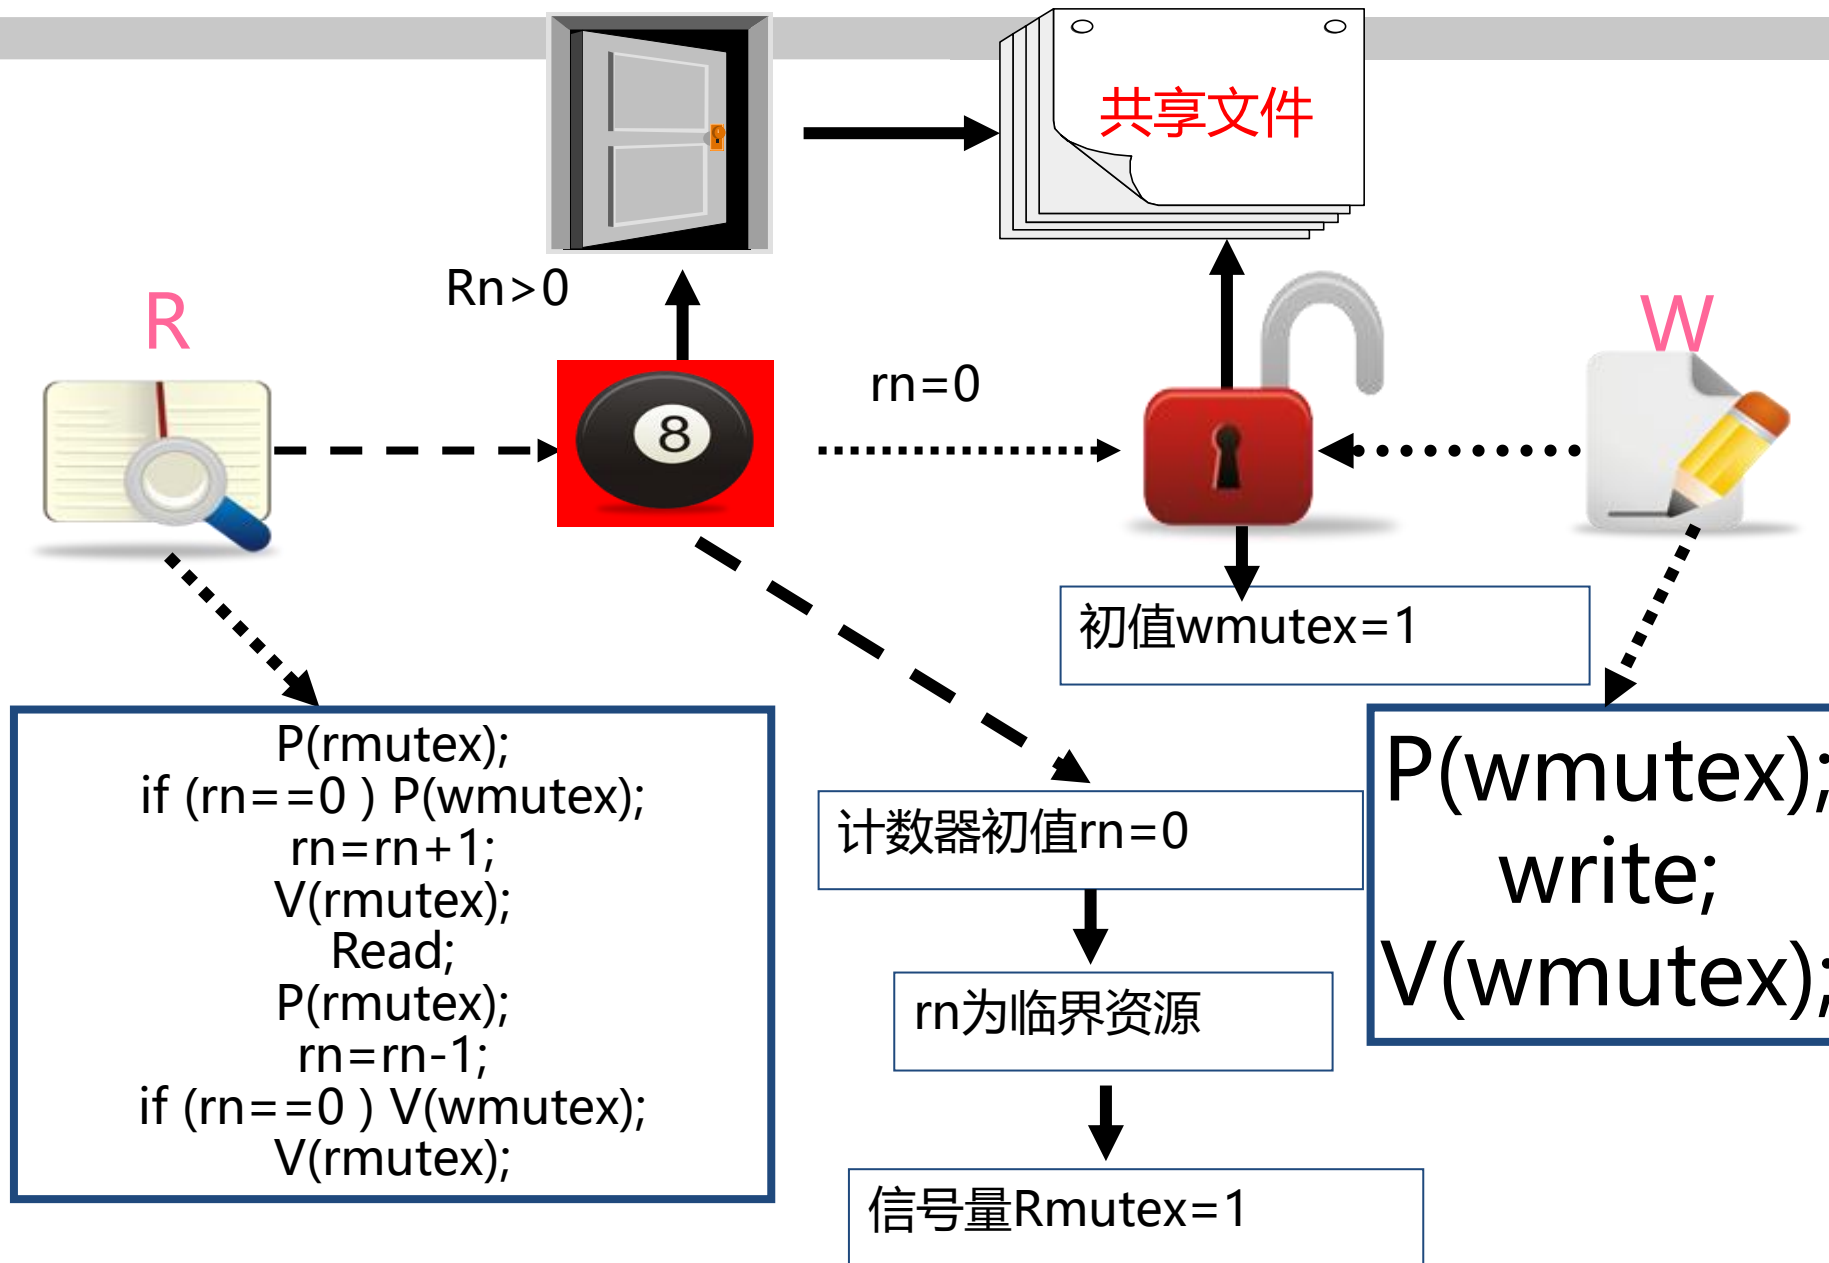 共享文件
Rn>0
R
W
rn=0
8
初值wmutex=1
P(rmutex);
if (rn==0 ) P(wmutex);
rn=rn+1;
V(rmutex);
Read;
P(rmutex);
rn=rn-1;
if (rn==0 ) V(wmutex);
V(rmutex);
计数器初值rn=0
rn为临界资源
信号量Rmutex=1
P(wmutex);
write;
V(wmutex);